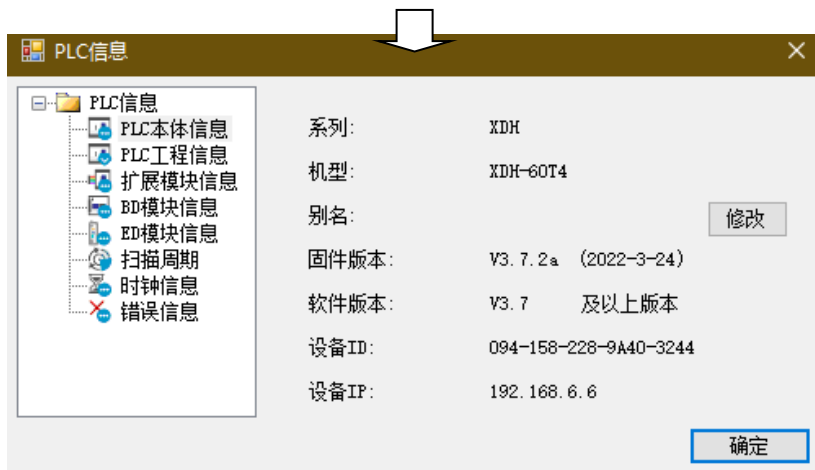 PLC信息
PLC信息
PLC本体信息
PLC工程信息
扩展模块信息
BD模块信息
ED模块信息
扫描周期
时钟信息
错误信息
系列: XDH
机型: XDH-60T4
别名: 修改
固件版本: V3.7.2a (2022-3-24)
软件版本: V3.7 及以上版本
设备ID: 094-158-228-9A40-3244
设备IP: 192.168.6.6
确定